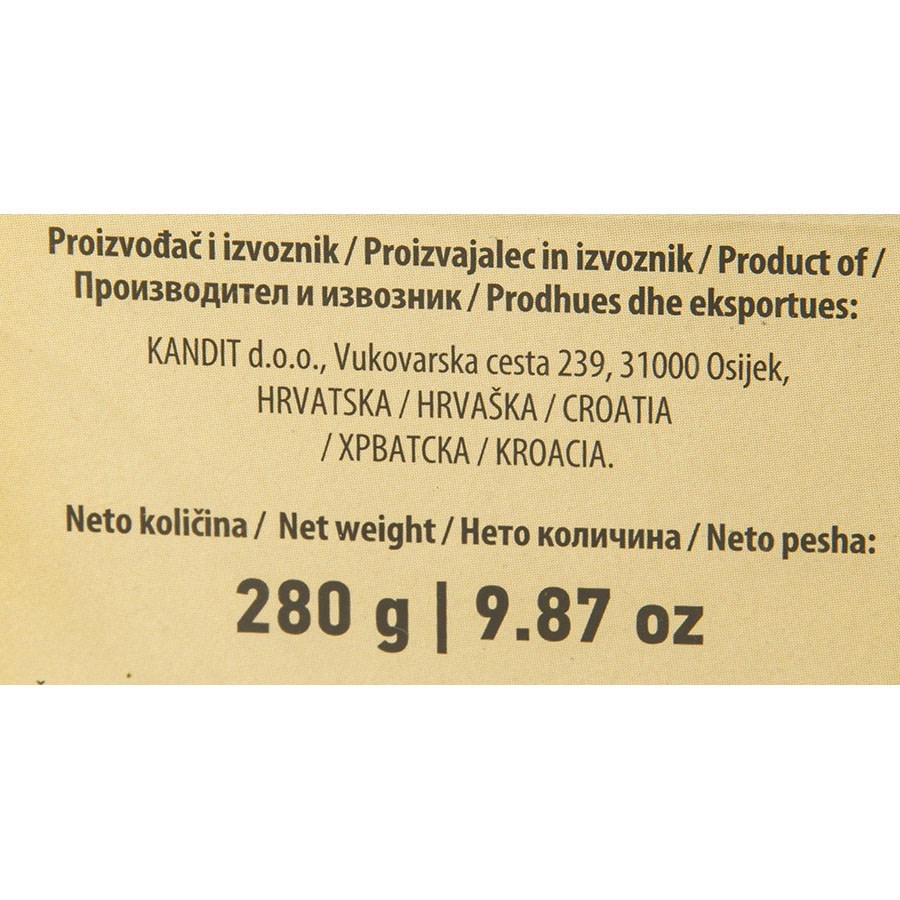 Proizvođač i izvoznik / Proizvajalec in izvoznik / Product of /
Производител и извозник / Prodhues dhe eksportues:
KANDIT d.o.o., Vukovarska cesta 239, 31000 Osijek,
HRVATSKA / HRVAŠKA / CROATIA
/ ХРВАТСКА / KROACIA.
Neto količina / Net weight / Нето количина / Neto pesha:
280 g | 9.87 oz